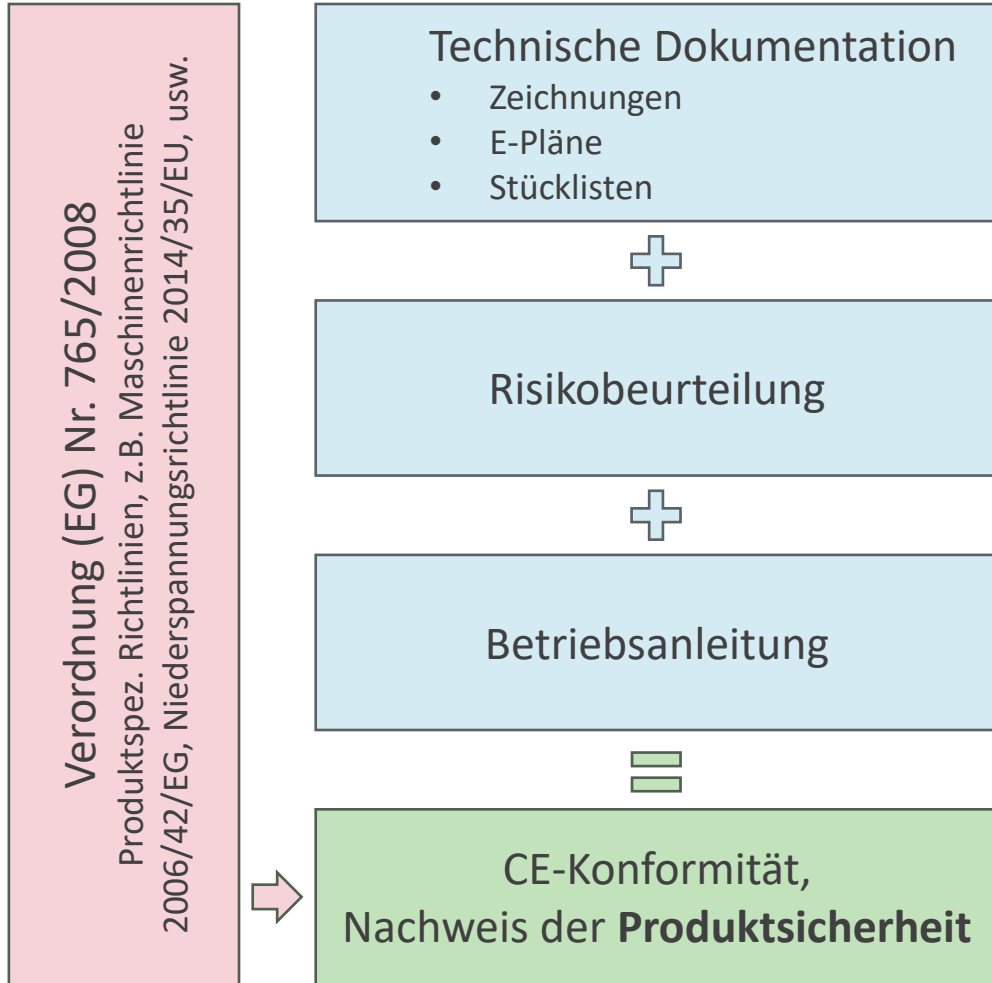 Verordnung (EG) Nr. 765/2008
Produktspez. Richtlinien, z.B. Maschinenrichtlinie
2006/42/EG, Niederspannungsrichtlinie 2014/35/EU, usw.
Technische Dokumentation
• Zeichnungen
• E-Pläne
• Stücklisten
Risikobeurteilung
Betriebsanleitung
CE-Konformität,
Nachweis der Produktsicherheit